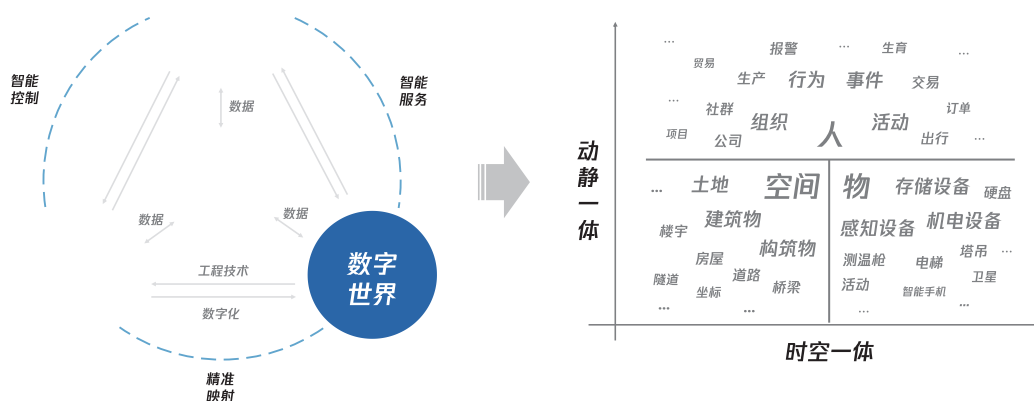 智能
控制
智能
服务
数据
数据
数据
工程技术
数字化
数字
世界
精准
映射
动
静
一
体
…
报警
…
生育
…
贸易
生产
行为
事件
交易
…
社群
组织
人
活动
订单
项目
公司
出行
…
…
土地
空间
楼宇
建筑物
构筑物
房屋
隧道
道路
坐标
桥梁
…
…
物
存储设备
硬盘
感知设备
机电设备
测温枪
电梯
塔吊
…
活动
智能手机
卫星
…
…
时空一体